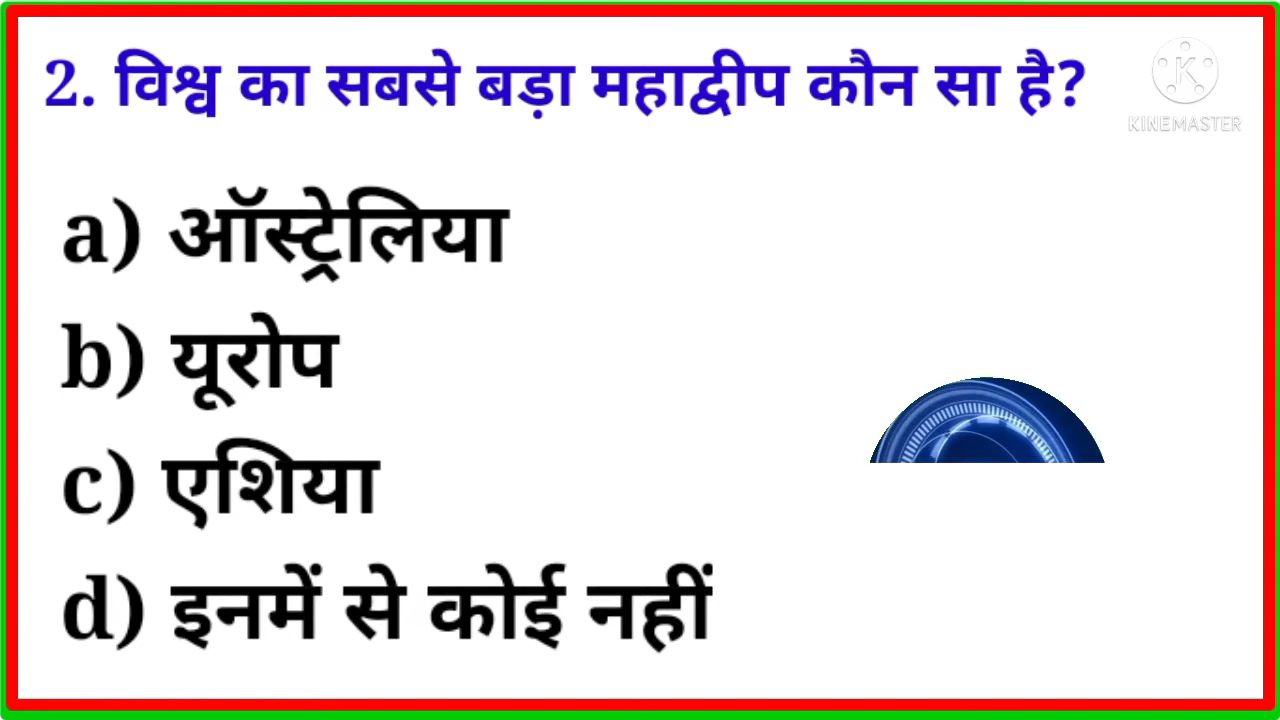 2. विश्व का सबसे बड़ा महाद्वीप कौन सा है?
KINEMASTER
a) ऑस्ट्रेलिया
b) यूरोप
c) एशिया
d) इनमें से कोई नहीं